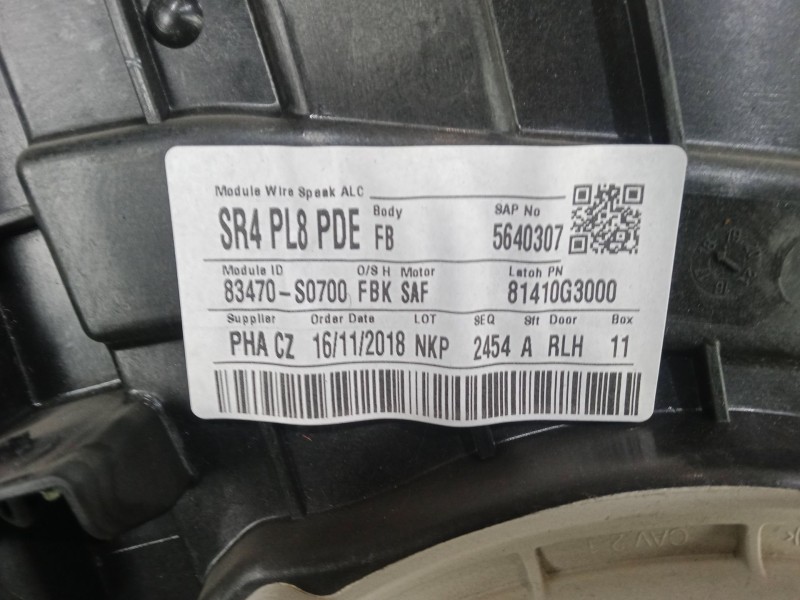 Module Wire Speak ALC
Body SAP No
SR4 PL8 PDE FB 5640307
Module ID O/S H Motor Latch PN
83470-S0700 FBK SAF 81410G3000
Supplier Order Date LOT SEQ Sft Door Box
PHA CZ 16/11/2018 NKP 2454 A RLH 11